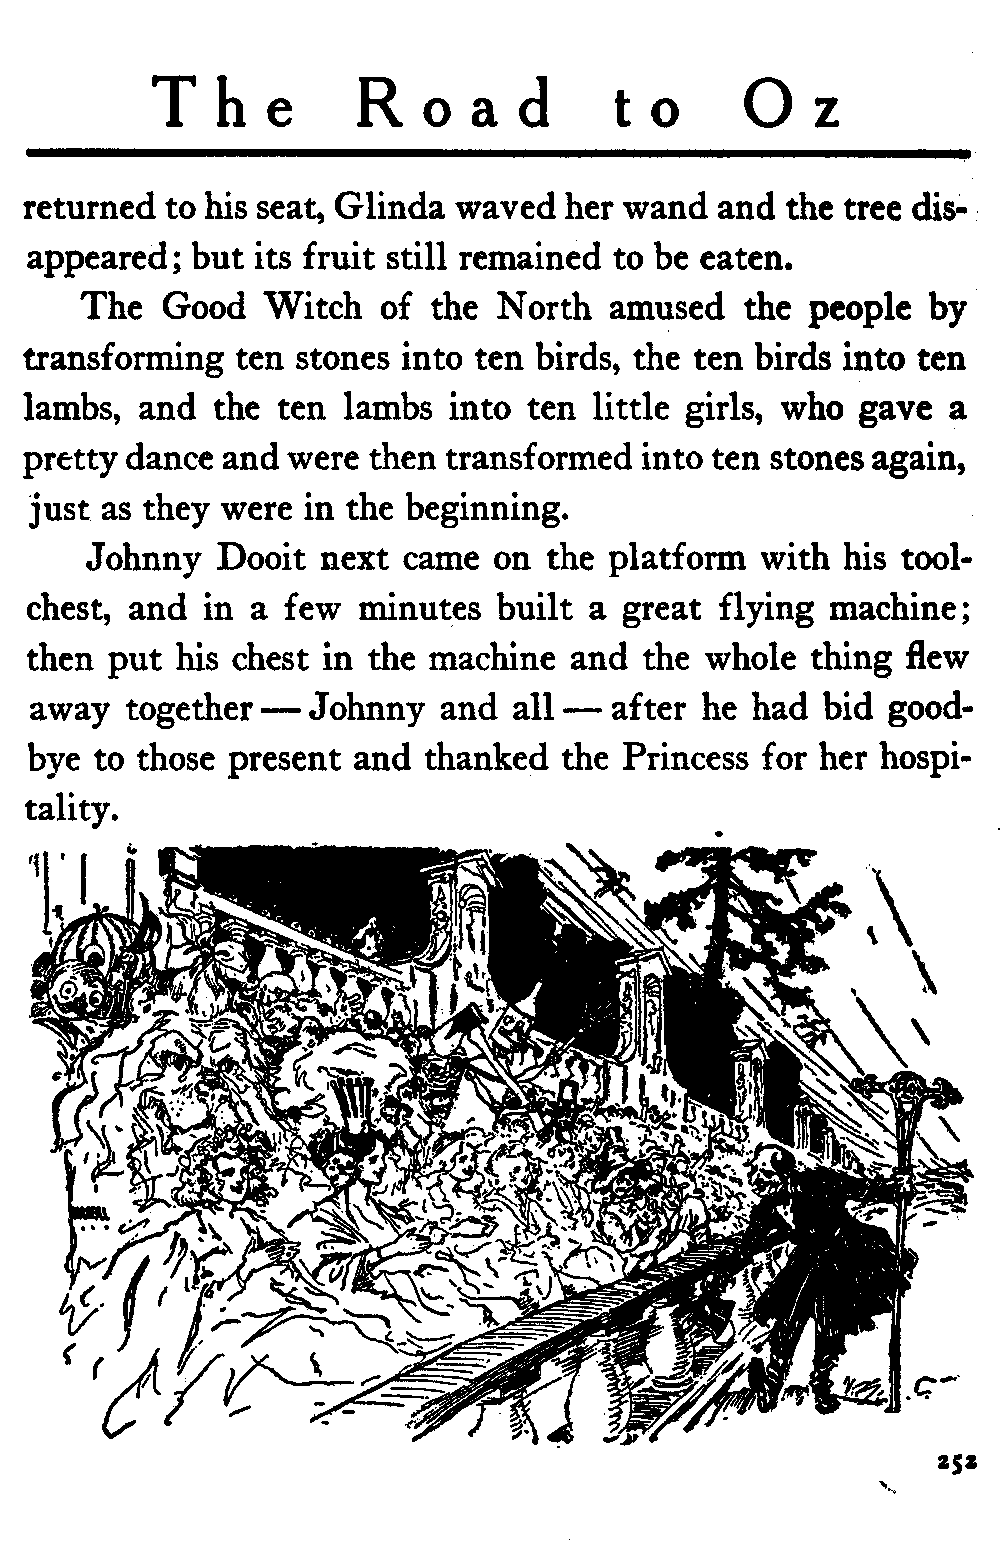 The Road to Oz
returned to his seat, Glinda waved her wand and the tree dis-
appeared; but its fruit still remained to be eaten.
The Good Witch of the North amused the people by
transforming ten stones into ten birds, the ten birds into ten
lambs, and the ten lambs into ten little girls, who gave a
pretty dance and were then transformed into ten stones again,
just as they were in the beginning.
Johnny Dooit next came on the platform with his tool-
chest, and in a few minutes built a great flying machine;
then put his chest in the machine and the whole thing flew
away together — Johnny and all — after he had bid good-
bye to those present and thanked the Princess for her hospi-
tality.
252